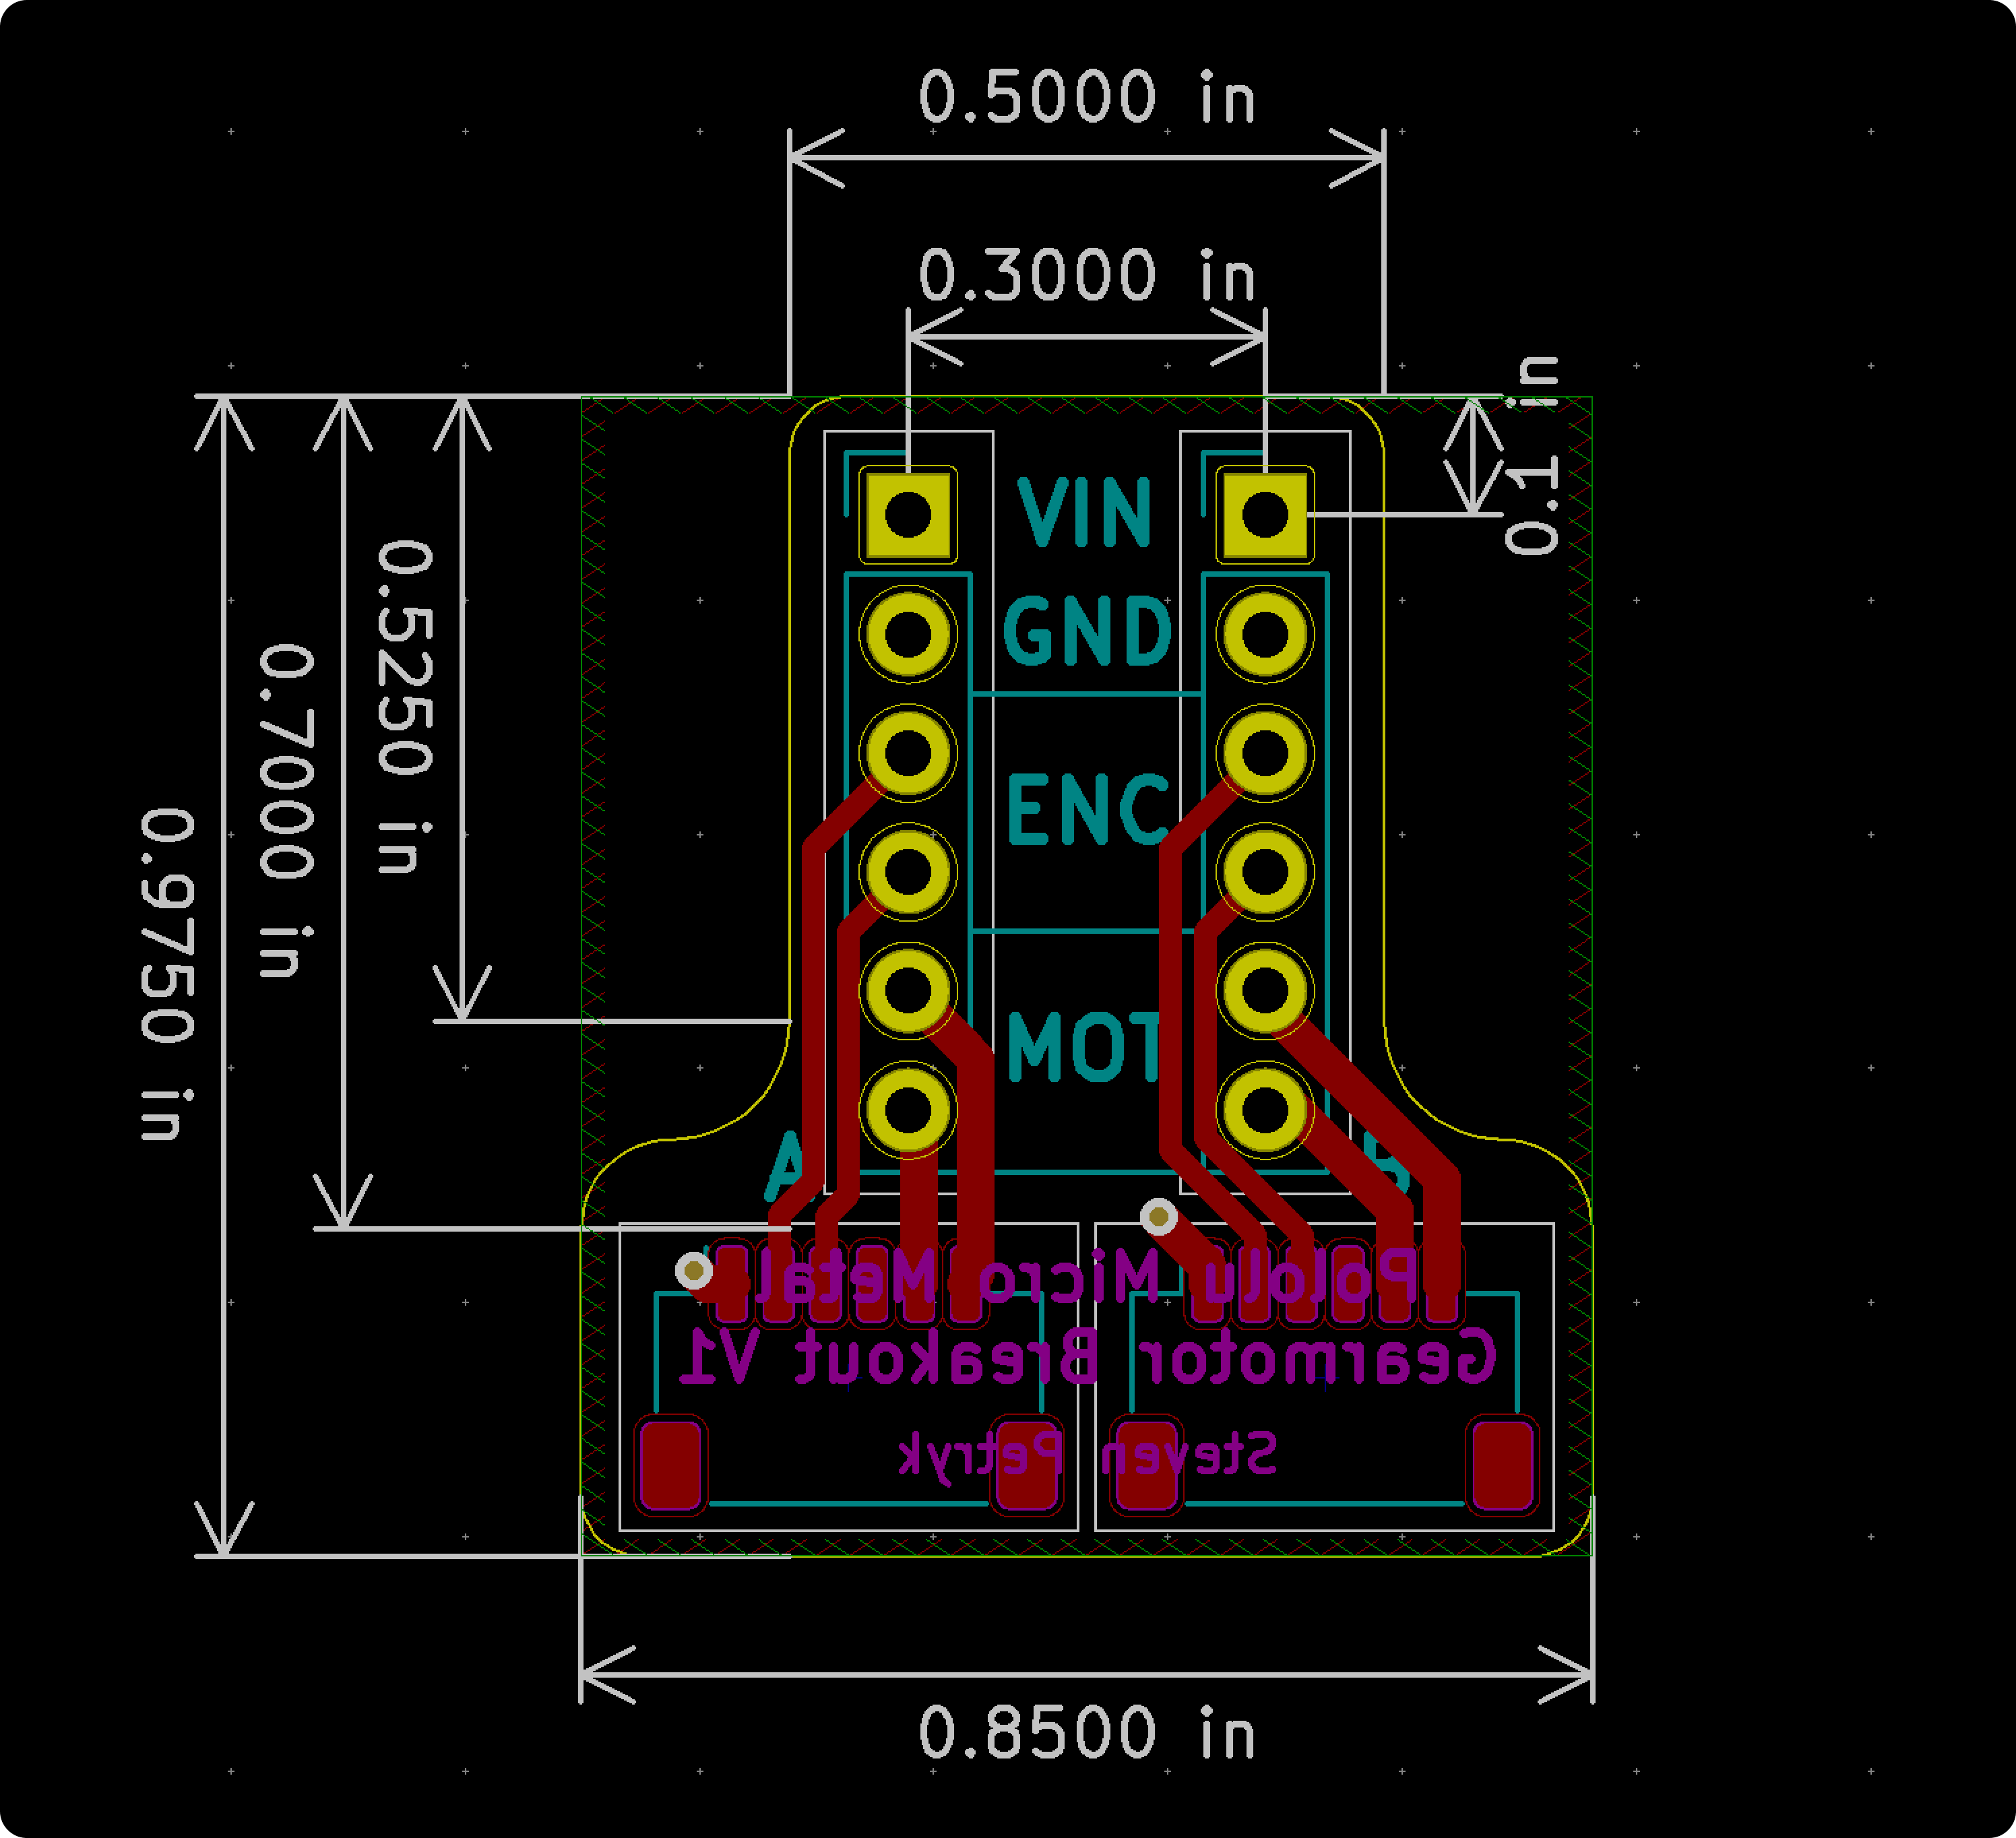 0.5000 in
0.3000 in
0.1 in
0.5250 in
0.7000 in
0.9750 in
VIN
GND
ENC
MOT
A
B
Pololu Micro Metal
Gearmotor Breakout V1
Steven Petryk
0.8500 in